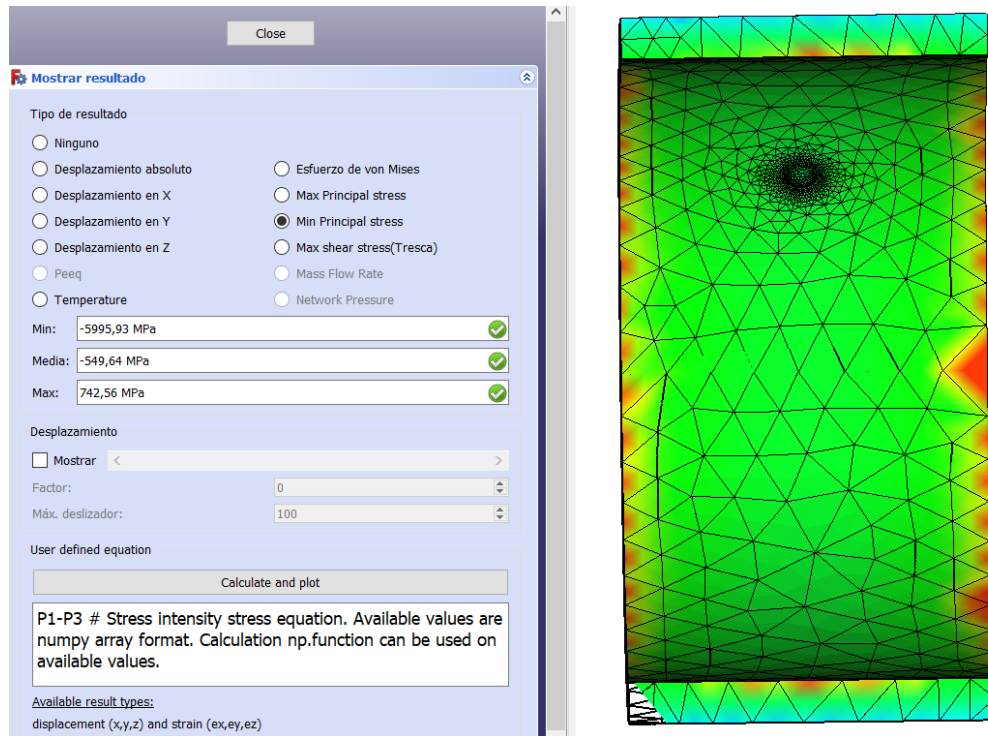 Close
Mostrar resultado
Tipo de resultado
Ninguno
Desplazamiento absoluto
Esfuerzo de von Mises
Desplazamiento en X
Max Principal stress
Desplazamiento en Y
Min Principal stress
Desplazamiento en Z
Max shear stress(Tresca)
Peeq
Mass Flow Rate
Temperature
Network Pressure
Min: -5995,93 MPa
Media: -549,64 MPa
Max: 742,56 MPa
Desplazamiento
Mostrar
Factor: 0
Máx. deslizador: 100
User defined equation
Calculate and plot
P1-P3 # Stress intensity stress equation. Available values are
numpy array format. Calculation np.function can be used on
available values.
Available result types:
displacement (x,y,z) and strain (ex,ey,ez)